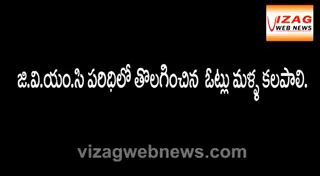 VIZAG
WEB NEWS
జి.వి.యం.సి పరిధిలో తొలగించిన ఓట్లు మళ్ళ కలపాలి.
vizagwebnews.com